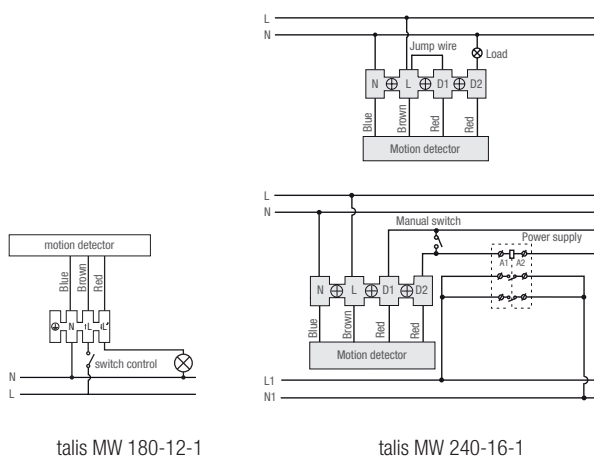 L
N
Jump wire
Load
N L D1 D2
Blue
Brown
Red
Red
Motion detector
L
N
Manual switch
Power supply
A1 A2
N L D1 D2
Blue
Brown
Red
Red
Motion detector
L1
N1
motion detector
Blue
Brown
Red
N L L'
switch control
N
L
talis MW 180-12-1
talis MW 240-16-1